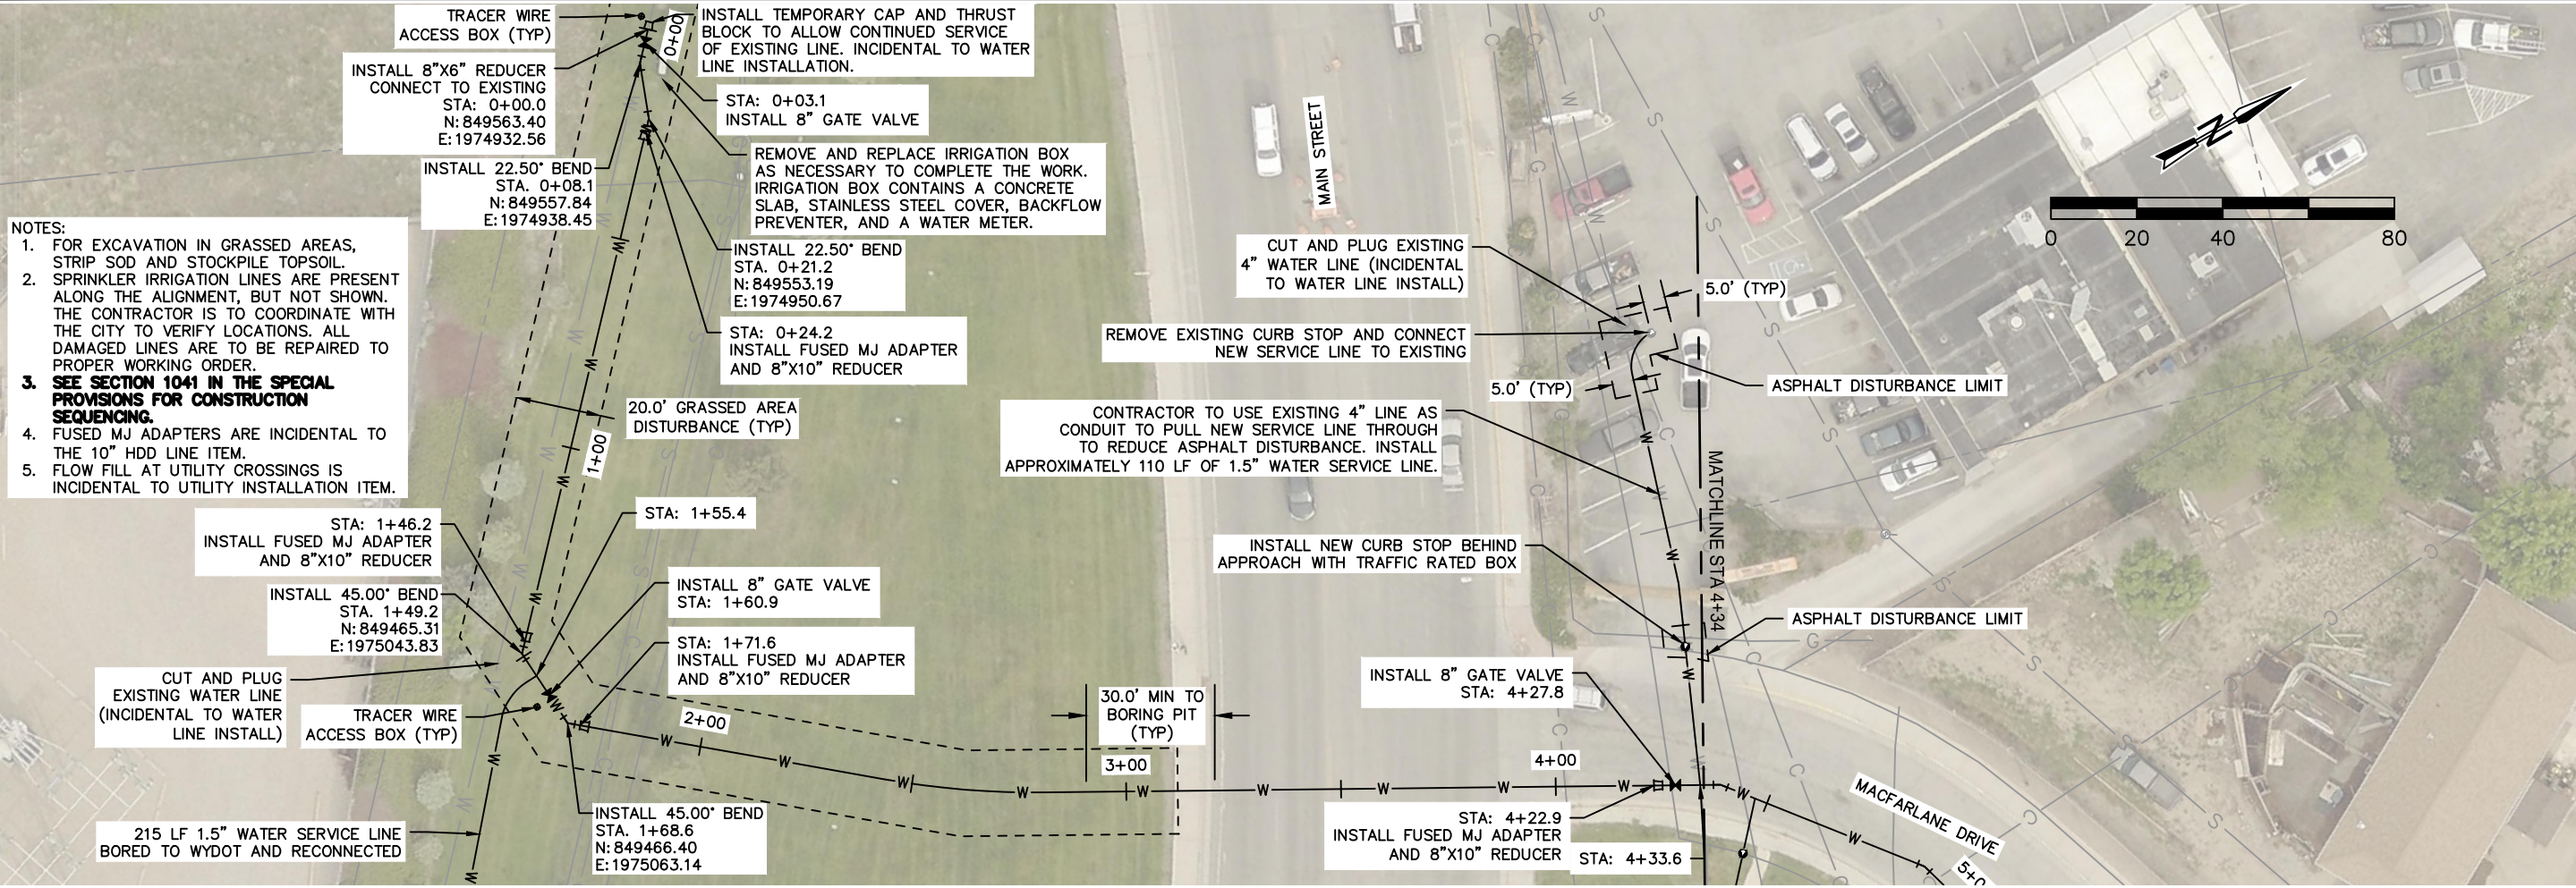 TRACER WIRE
ACCESS BOX (TYP)
0+00
INSTALL TEMPORARY CAP AND THRUST
BLOCK TO ALLOW CONTINUED SERVICE
OF EXISTING LINE. INCIDENTAL TO WATER
LINE INSTALLATION.
INSTALL 8"X6" REDUCER
CONNECT TO EXISTING
STA: 0+00.0
N:849563.40
E:1974932.56
STA: 0+03.1
INSTALL 8" GATE VALVE
INSTALL 22.50° BEND
STA. 0+08.1
N:849557.84
E:1974938.45
REMOVE AND REPLACE IRRIGATION BOX
AS NECESSARY TO COMPLETE THE WORK.
IRRIGATION BOX CONTAINS A CONCRETE
SLAB, STAINLESS STEEL COVER, BACKFLOW
PREVENTER, AND A WATER METER.
INSTALL 22.50° BEND
STA. 0+21.2
N:849553.19
E:1974950.67
STA: 0+24.2
INSTALL FUSED MJ ADAPTER
AND 8"X10" REDUCER
NOTES:
1. FOR EXCAVATION IN GRASSED AREAS,
STRIP SOD AND STOCKPILE TOPSOIL.
2. SPRINKLER IRRIGATION LINES ARE PRESENT
ALONG THE ALIGNMENT, BUT NOT SHOWN.
THE CONTRACTOR IS TO COORDINATE WITH
THE CITY TO VERIFY LOCATIONS. ALL
DAMAGED LINES ARE TO BE REPAIRED TO
PROPER WORKING ORDER.
3. SEE SECTION 1041 IN THE SPECIAL
PROVISIONS FOR CONSTRUCTION
SEQUENCING.
4. FUSED MJ ADAPTERS ARE INCIDENTAL TO
THE 10" HDD LINE ITEM.
5. FLOW FILL AT UTILITY CROSSINGS IS
INCIDENTAL TO UTILITY INSTALLATION ITEM.
20.0' GRASSED AREA
DISTURBANCE (TYP)
1+00
STA: 1+46.2
INSTALL FUSED MJ ADAPTER
AND 8"X10" REDUCER
STA: 1+55.4
INSTALL 45.00° BEND
STA. 1+49.2
N:849465.31
E:1975043.83
INSTALL 8" GATE VALVE
STA: 1+60.9
STA: 1+71.6
INSTALL FUSED MJ ADAPTER
AND 8"X10" REDUCER
CUT AND PLUG
EXISTING WATER LINE
(INCIDENTAL TO WATER
LINE INSTALL)
TRACER WIRE
ACCESS BOX (TYP)
2+00
INSTALL 45.00° BEND
STA. 1+68.6
N:849466.40
E:1975063.14
215 LF 1.5" WATER SERVICE LINE
BORED TO WYDOT AND RECONNECTED
30.0' MIN TO
BORING PIT
(TYP)
3+00
MAIN STREET
CUT AND PLUG EXISTING
4" WATER LINE (INCIDENTAL
TO WATER LINE INSTALL)
5.0' (TYP)
REMOVE EXISTING CURB STOP AND CONNECT
NEW SERVICE LINE TO EXISTING
5.0' (TYP)
ASPHALT DISTURBANCE LIMIT
CONTRACTOR TO USE EXISTING 4" LINE AS
CONDUIT TO PULL NEW SERVICE LINE THROUGH
TO REDUCE ASPHALT DISTURBANCE. INSTALL
APPROXIMATELY 110 LF OF 1.5" WATER SERVICE LINE.
MATCHLINE STA 4+34
INSTALL NEW CURB STOP BEHIND
APPROACH WITH TRAFFIC RATED BOX
ASPHALT DISTURBANCE LIMIT
INSTALL 8" GATE VALVE
STA: 4+27.8
4+00
STA: 4+22.9
INSTALL FUSED MJ ADAPTER
AND 8"X10" REDUCER
STA: 4+33.6
MACFARLANE DRIVE
N
0 20 40 80